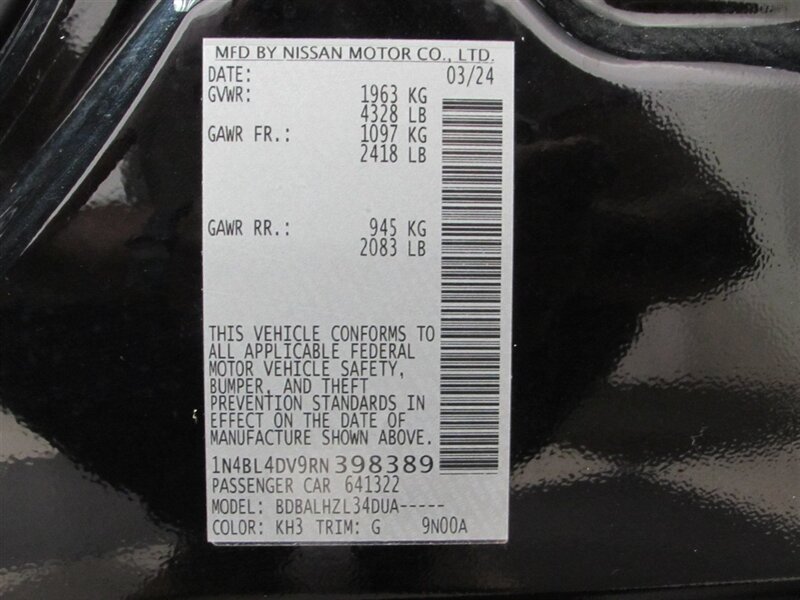 MFD BY NISSAN MOTOR CO., LTD.
DATE: 03/24
GVWR: 1963 KG
4328 LB
GAWR FR.: 1097 KG
2418 LB
GAWR RR.: 945 KG
2083 LB
THIS VEHICLE CONFORMS TO
ALL APPLICABLE FEDERAL
MOTOR VEHICLE SAFETY,
BUMPER, AND THEFT
PREVENTION STANDARDS IN
EFFECT ON THE DATE OF
MANUFACTURE SHOWN ABOVE.
1N4BL4DV9RN398389
PASSENGER CAR 641322
MODEL: BDBALHZL34DUA-----
COLOR: KH3 TRIM: G 9N00A